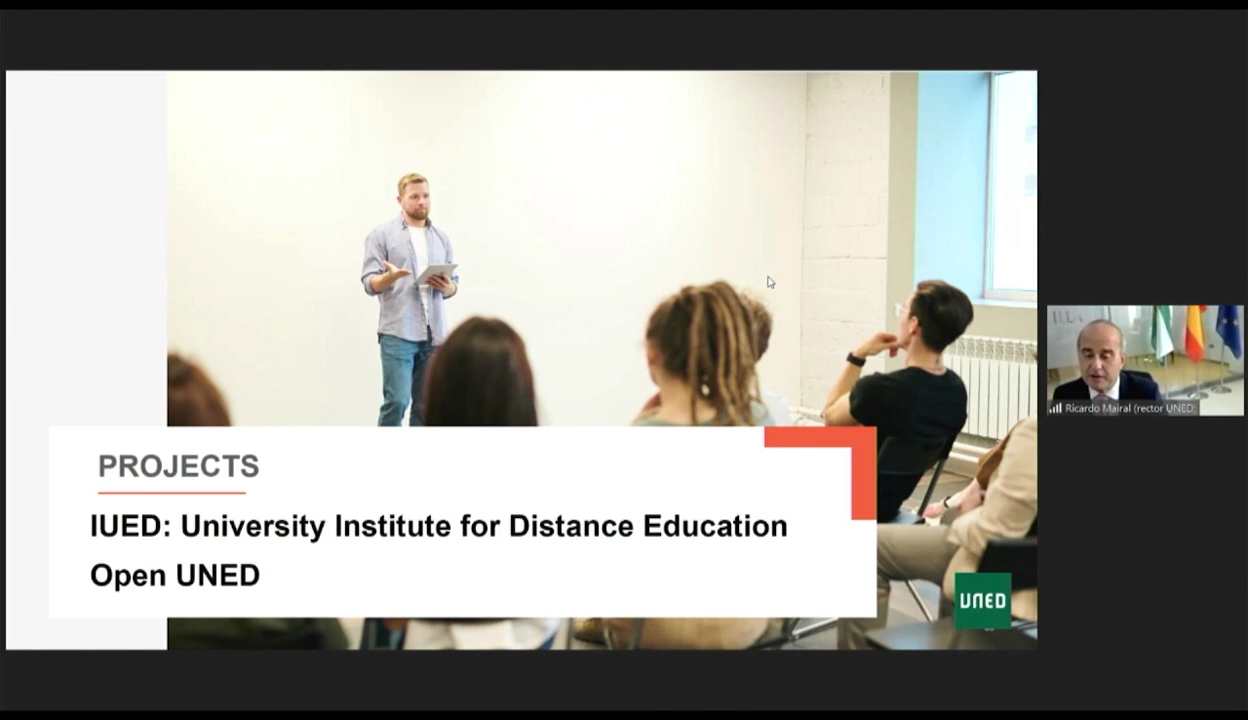 PROJECTS
IUED: University Institute for Distance Education
Open UNED
UNED
Ricardo Mairal (rector UNED)